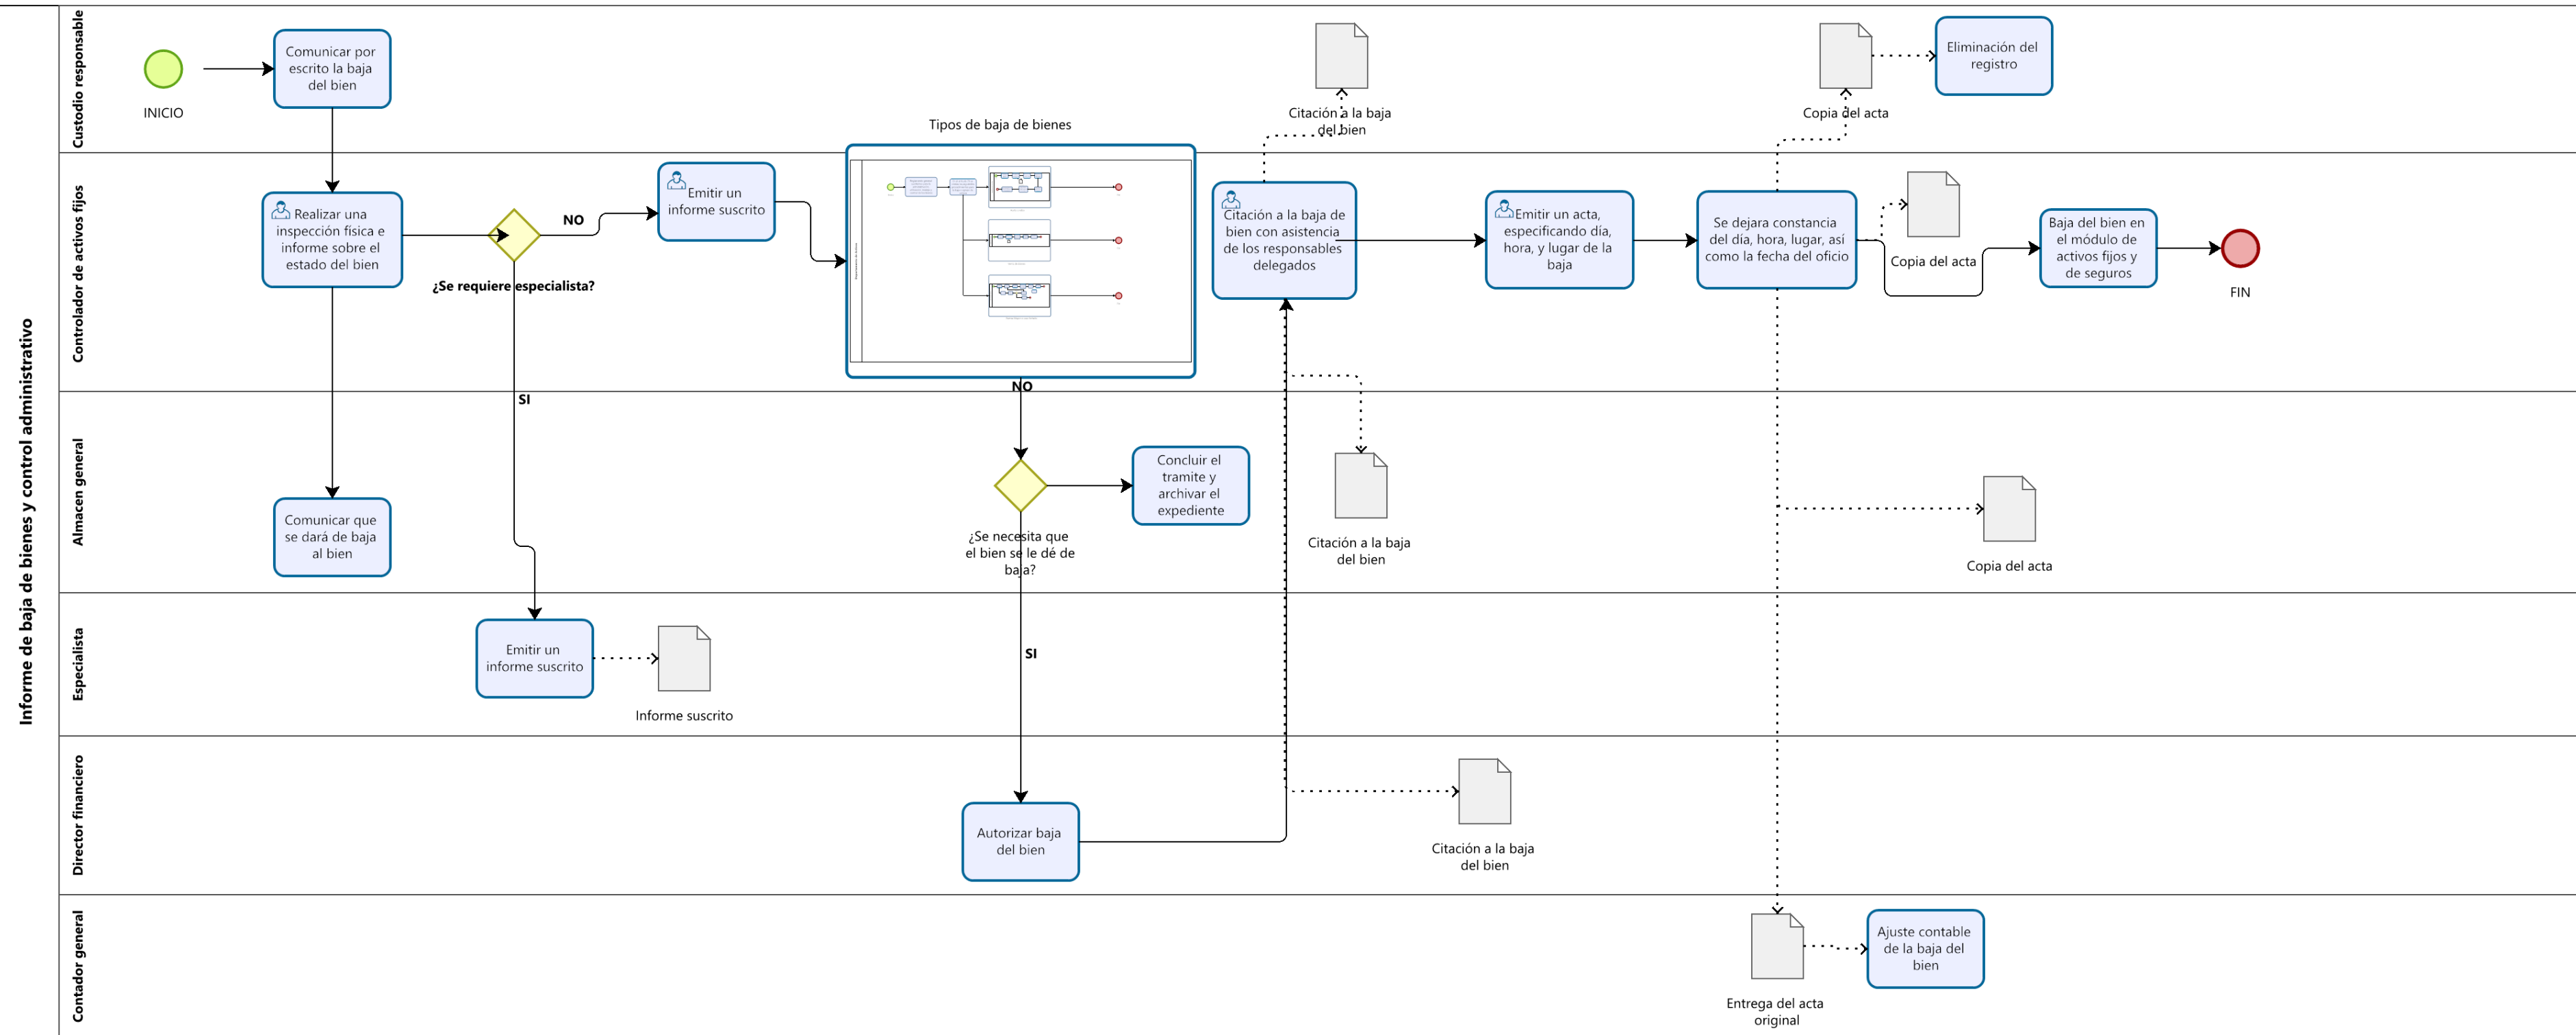 Informe de baja de bienes y control administrativo
Custodio responsable
INICIO
Comunicar por
escrito la baja
del bien
Citación a la baja
del bien
Copia del acta
Eliminación del
registro
Controlador de activos fijos
Realizar una
inspección física e
informe sobre el
estado del bien
¿Se requiere especialista?
NO
SI
Emitir un
informe suscrito
Tipos de baja de bienes
NO
Citación a la baja de
bien con asistencia
de los responsables
delegados
Emitir un acta,
especificando día,
hora, y lugar de la
baja
Se dejara constancia
del día, hora, lugar, así
como la fecha del oficio
Copia del acta
Baja del bien en
el módulo de
activos fijos y
de seguros
FIN
Almacen general
Comunicar que
se dará de baja
al bien
¿Se necesita que
el bien se le dé de
baja?
Concluir el
tramite y
archivar el
expediente
Citación a la baja
del bien
Copia del acta
Especialista
Emitir un
informe suscrito
Informe suscrito
SI
Director financiero
Autorizar baja
del bien
Citación a la baja
del bien
Contador general
Entrega del acta
original
Ajuste contable
de la baja del
bien